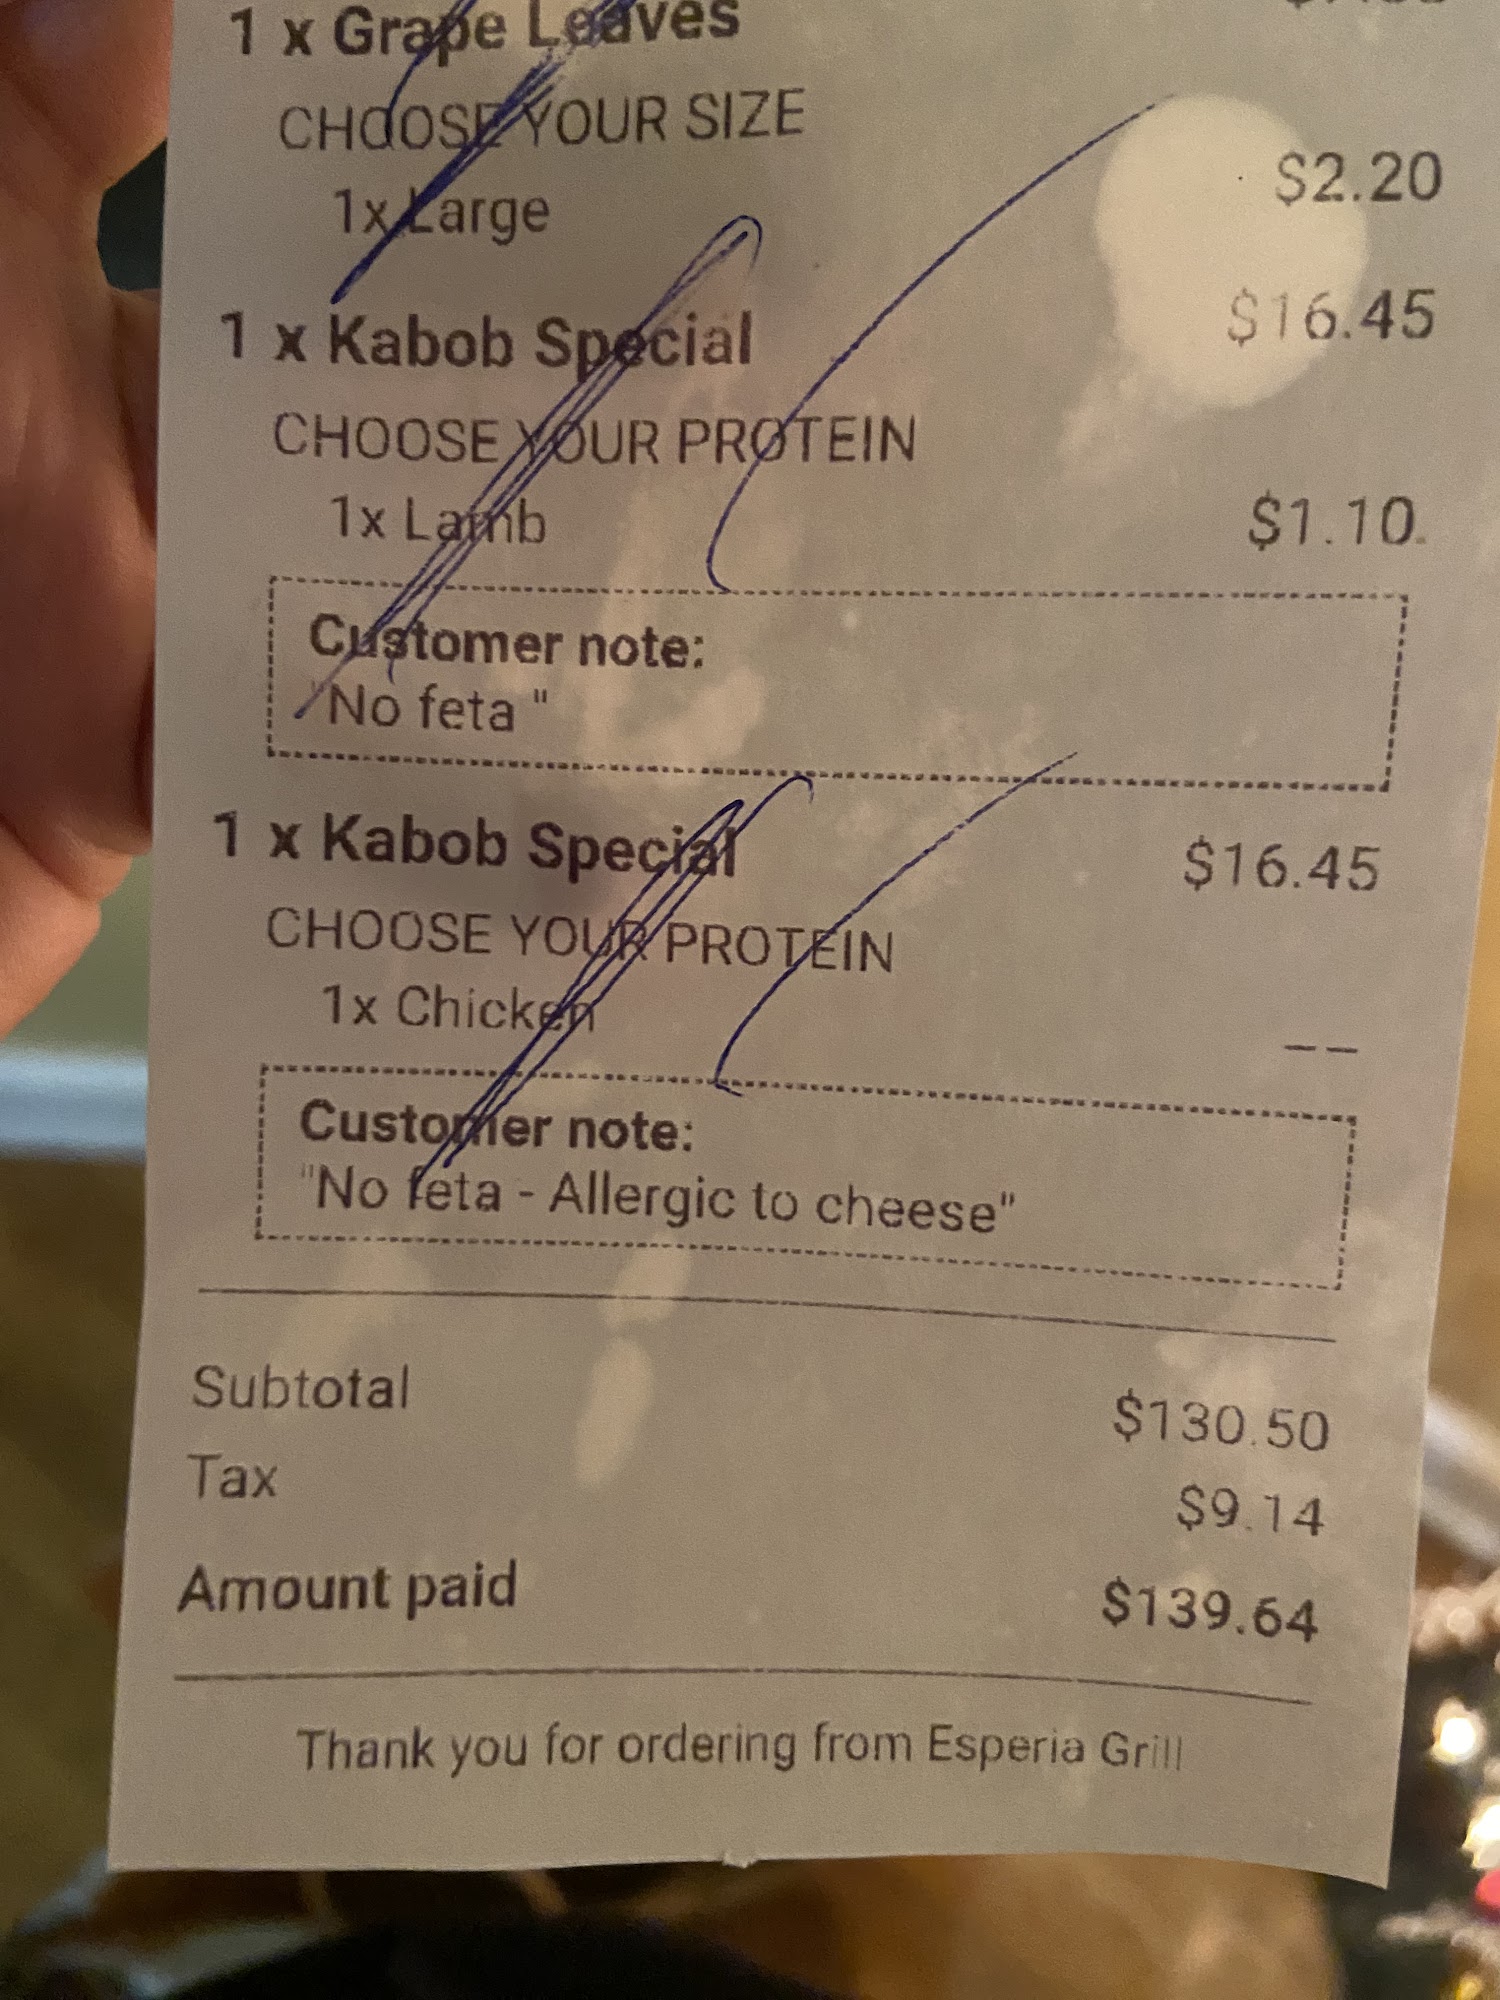 1 x Grape Leaves
CHOOSE YOUR SIZE
1x Large $2.20
1 x Kabob Special $16.45
CHOOSE YOUR PROTEIN
1x Lamb $1.10
Customer note:
"No feta "
1 x Kabob Special $16.45
CHOOSE YOUR PROTEIN
1x Chicken --
Customer note:
"No feta - Allergic to cheese"
Subtotal $130.50
Tax $9.14
Amount paid $139.64
Thank you for ordering from Esperia Grill